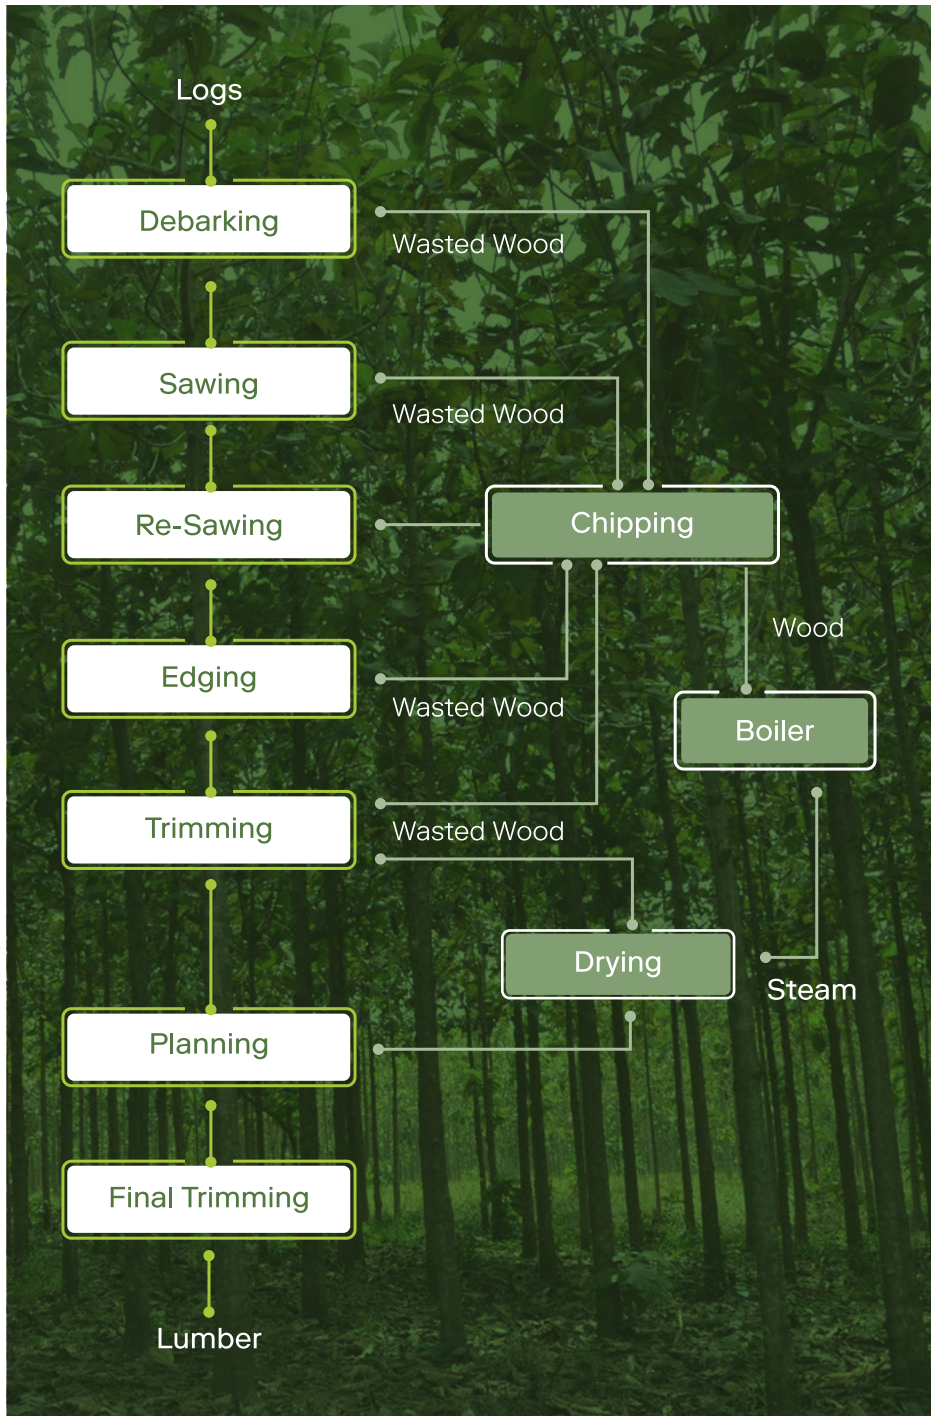 Logs
Debarking
Wasted Wood
Sawing
Wasted Wood
Re-Sawing
Chipping
Wood
Edging
Wasted Wood
Boiler
Trimming
Wasted Wood
Drying
Steam
Planning
Final Trimming
Lumber